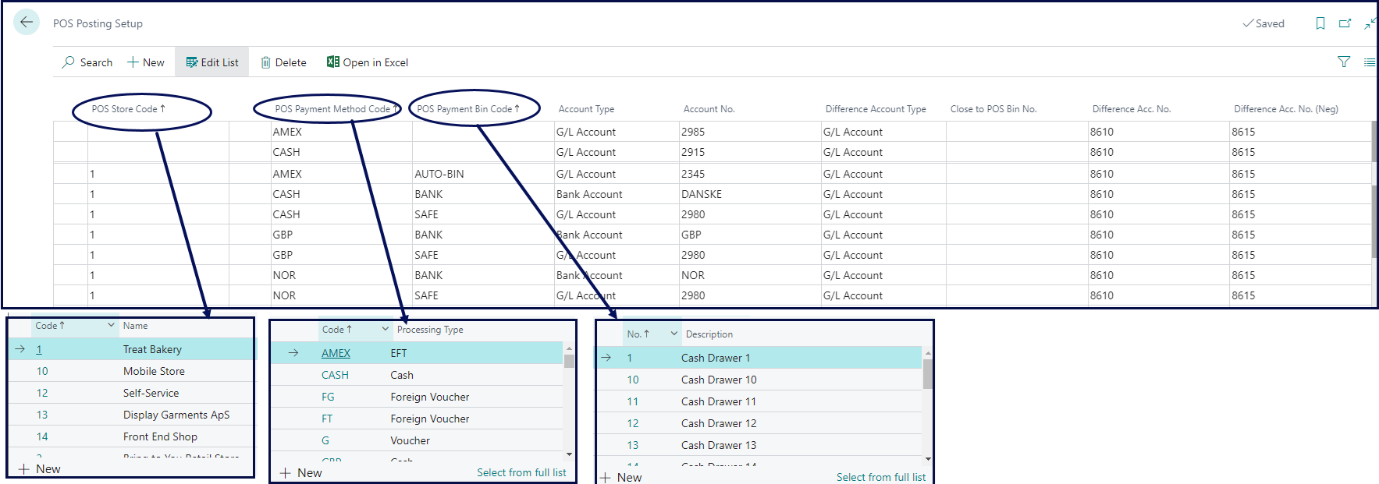 POS Posting Setup Saved
Search New Edit List Delete Open in Excel
POS Store Code ↑ POS Payment Method Code ↑ POS Payment Bin Code ↑ Account Type Account No. Difference Account Type Close to POS Bin No. Difference Acc. No. Difference Acc. No. (Neg)
AMEX G/L Account 2985 G/L Account 8610 8615
CASH G/L Account 2915 G/L Account 8610 8615
1 AMEX AUTO-BIN G/L Account 2345 G/L Account 8610 8615
1 CASH BANK Bank Account DANSKE G/L Account 8610 8615
1 CASH SAFE G/L Account 2980 G/L Account 8610 8615
1 GBP BANK Bank Account GBP G/L Account 8610 8615
1 GBP SAFE G/L Account 2980 G/L Account 8610 8615
1 NOR BANK Bank Account NOR G/L Account 8610 8615
1 NOR SAFE G/L Account 2980 G/L Account 8610 8615
Code ↑ Name
1 Treat Bakery
10 Mobile Store
12 Self-Service
13 Display Garments ApS
14 Front End Shop
2 Bring to You Retail Store
+ New
Code ↑ Processing Type
AMEX EFT
CASH Cash
FG Foreign Voucher
FT Foreign Voucher
G Voucher
GBP Cash
+ New Select from full list
No. ↑ Description
1 Cash Drawer 1
10 Cash Drawer 10
11 Cash Drawer 11
12 Cash Drawer 12
13 Cash Drawer 13
14 Cash Drawer 14
+ New Select from full list